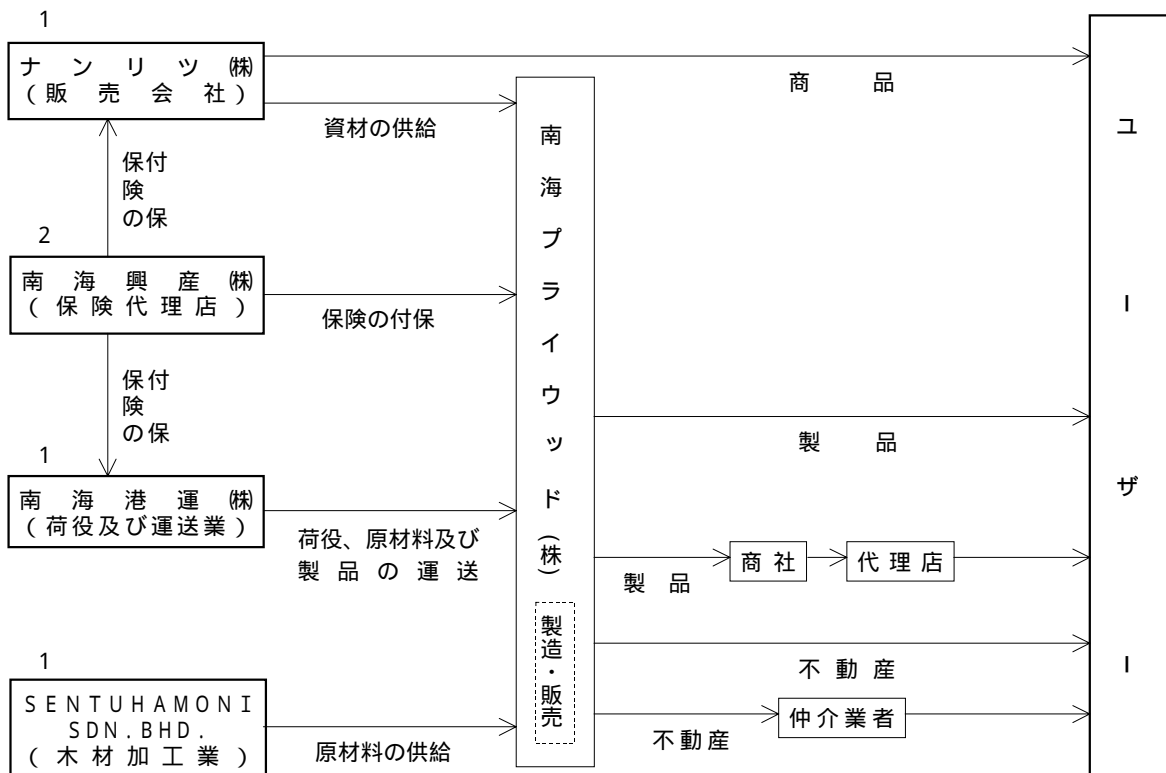 1
ナンリツ㈱
(販売会社)
商品
資材の供給
保付
険
の保
2
南海興産㈱
(保険代理店)
保険の付保
保付
険
の保
1
南海港運㈱
(荷役及び運送業)
荷役、原材料及び
製品の運送
1
SENTUHAMONI
SDN.BHD.
(木材加工業)
原材料の供給
南海プライウッド(株)
製造・販売
製品
製品
商社
代理店
不動産
不動産
仲介業者
ユーザー